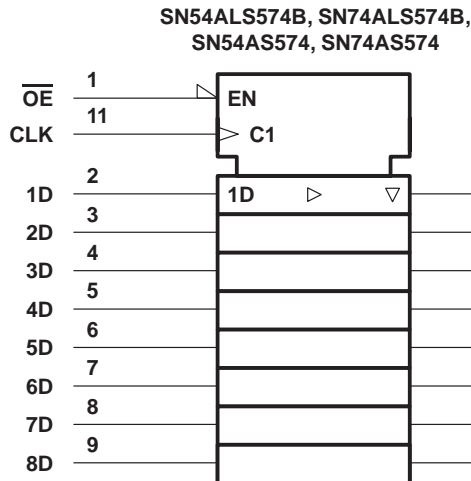 SN54ALS574B, SN74ALS574B,
SN54AS574, SN74AS574
OE 1 EN
CLK 11 C1
1D 2 1D
2D 3
3D 4
4D 5
5D 6
6D 7
7D 8
8D 9